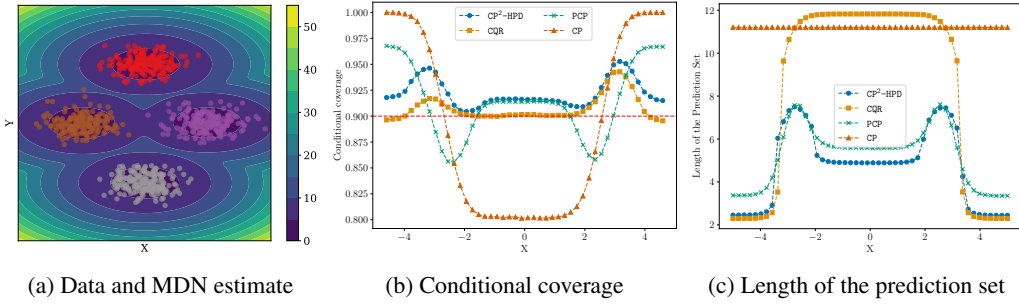 Y
X
50
40
30
20
10
0
(a) Data and MDN estimate
Conditional coverage
1.000
0.975
0.950
0.925
0.900
0.875
0.850
0.825
0.800
CP²-HPD
CQR
PCP
CP
−4
−2
0
2
4
X
(b) Conditional coverage
Length of the Prediction Set
12
10
8
6
4
2
CP²-HPD
CQR
PCP
CP
−4
−2
0
2
4
X
(c) Length of the prediction set